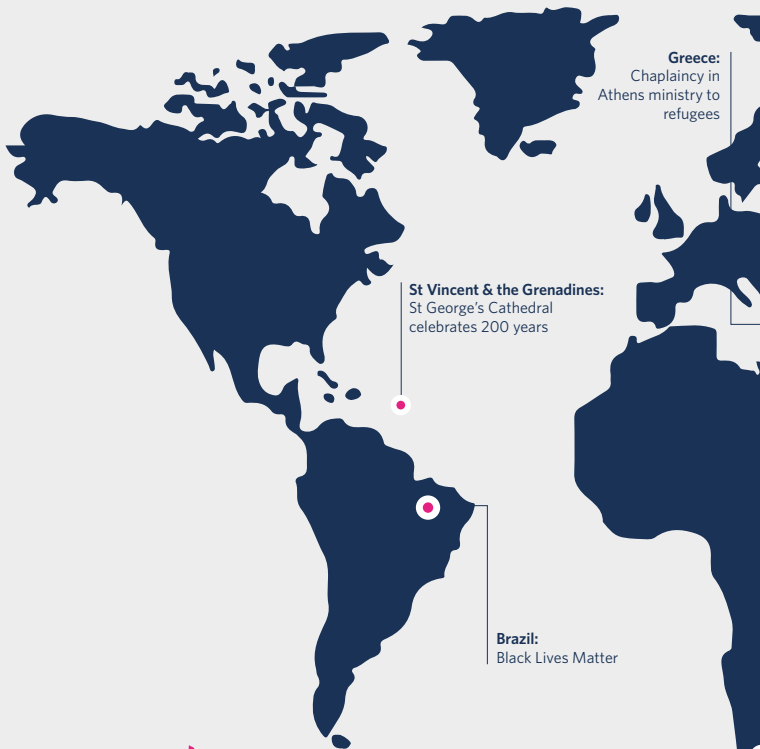 Greece:
Chaplaincy in
Athens ministry to
refugees
St Vincent & the Grenadines:
St George’s Cathedral
celebrates 200 years
Brazil:
Black Lives Matter